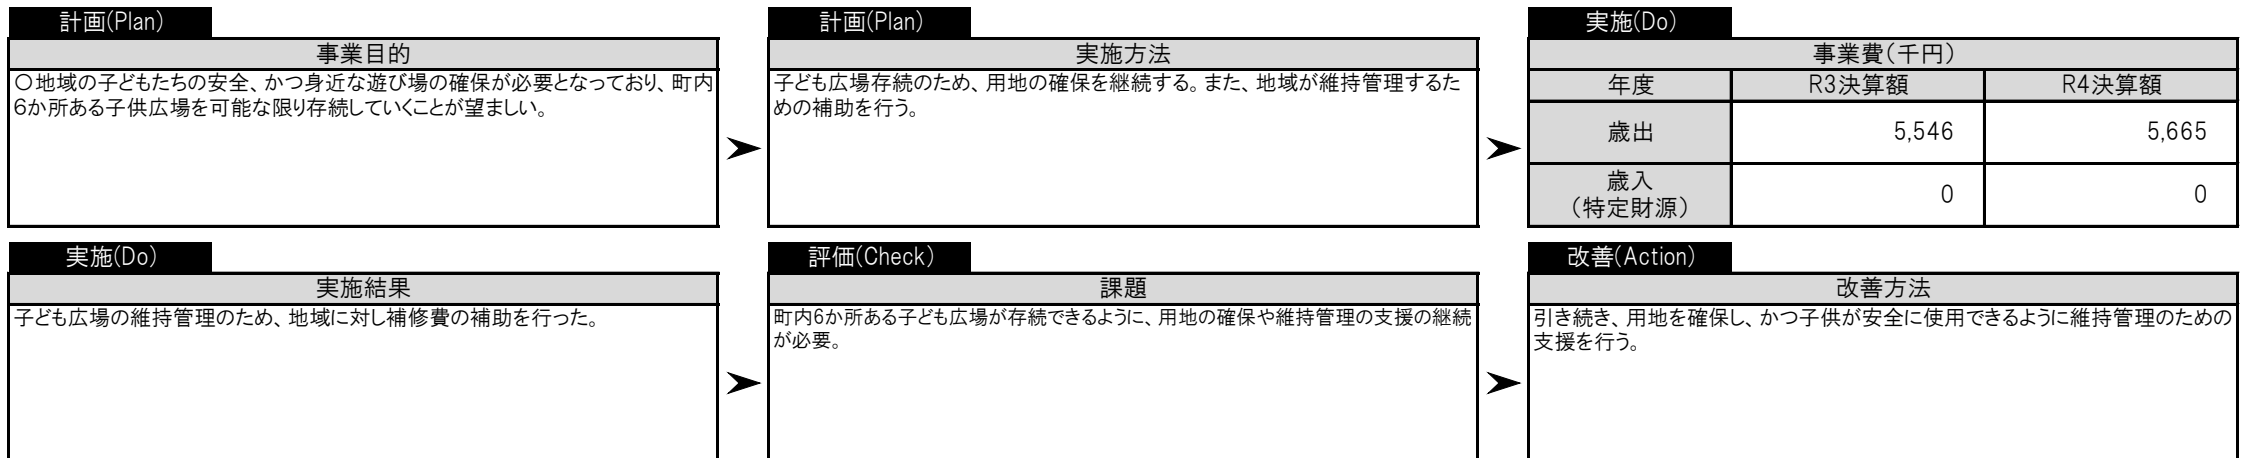 計画(Plan)
事業目的
〇地域の子どもたちの安全、かつ身近な遊び場の確保が必要となっており、町内
6か所ある子供広場を可能な限り存続していくことが望ましい。
計画(Plan)
実施方法
子ども広場存続のため、用地の確保を継続する。また、地域が維持管理するた
めの補助を行う。
実施(Do)
事業費(千円)
年度 R3決算額 R4決算額
歳出 5,546 5,665
歳入
(特定財源) 0 0
実施(Do)
実施結果
子ども広場の維持管理のため、地域に対し補修費の補助を行った。
評価(Check)
課題
町内6か所ある子ども広場が存続できるように、用地の確保や維持管理の支援の継続
が必要。
改善(Action)
改善方法
引き続き、用地を確保し、かつ子供が安全に使用できるように維持管理のための
支援を行う。